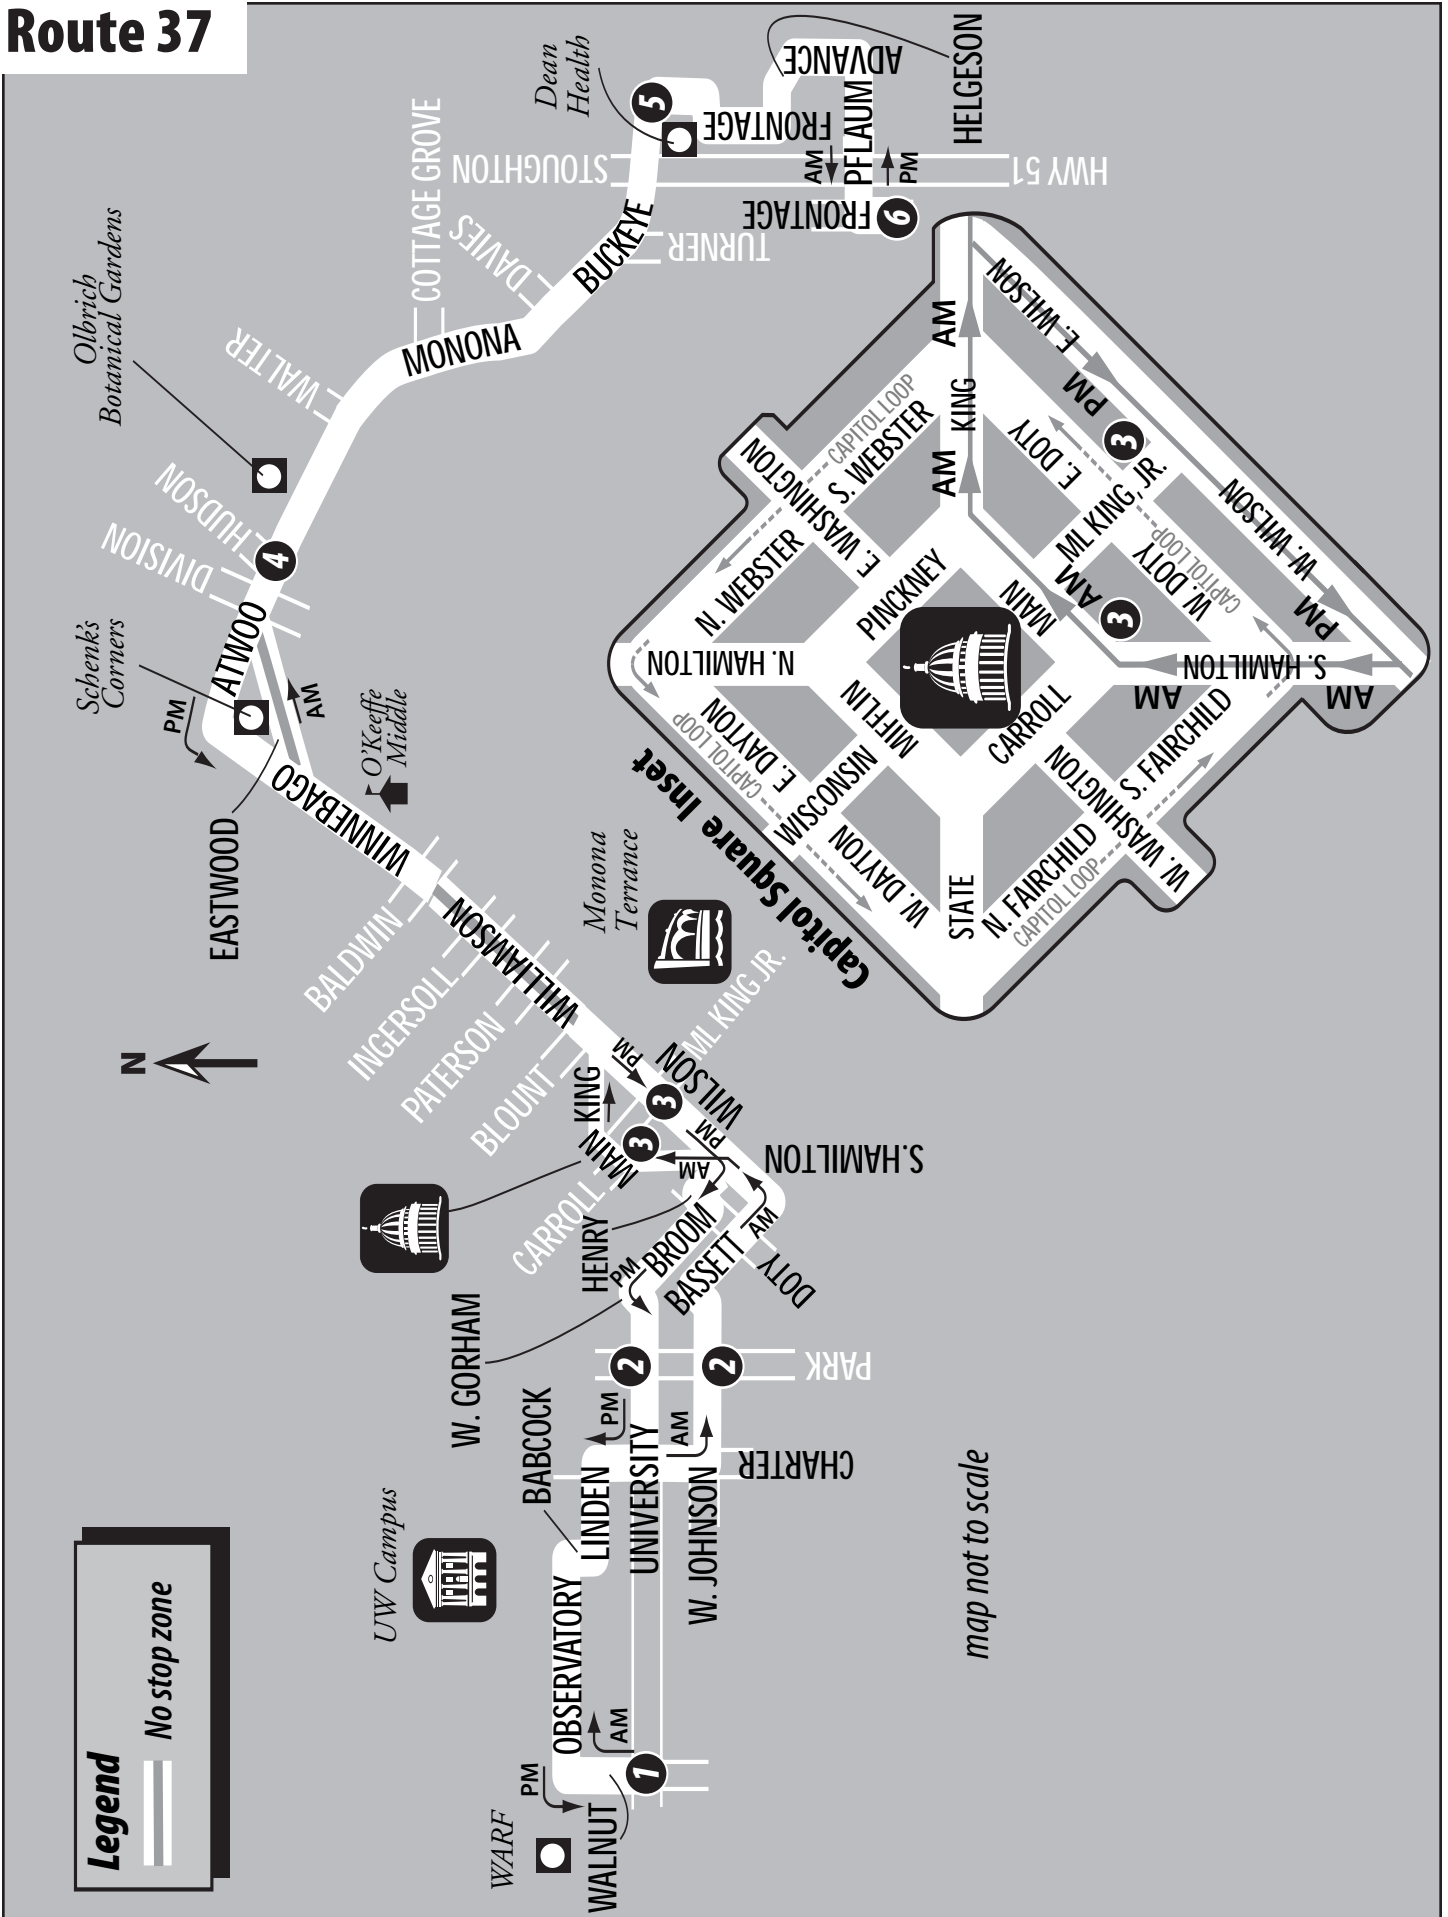 Route 37
Legend
No stop zone
N
WARF
WALNUT
PM
1
AM
OBSERVATORY
UW Campus
BABCOCK
LINDEN
UNIVERSITY
W. JOHNSON
CHARTER
PM
AM
2
2
PARK
W. GORHAM
PM
BROOM
BASSETT
HENRY
AM
DOTY
CARROLL
MAIN
KING
AM
PM
3
3
PM
WILSON
S.HAMILTON
ML KING JR.
Monona
Terrance
BLOUNT
PATERSON
INGERSOLL
BALDWIN
WILLIAMSON
WINNEBAGO
EASTWOOD
O'Keeffe
Middle
Schenk's
Corners
PM
AM
ATWOO
DIVISION
HUDSON
4
Olbrich
Botanical Gardens
WALTER
MONONA
COTTAGE GROVE
DAVIES
BUCKEYE
TURNER
STOUGHTON
HWY 51
Dean
Health
5
FRONTAGE
ADVANCE
HELGESON
PFLAUM
AM
PM
FRONTAGE
6
Capitol Square Inset
CAPITOL LOOP
N. HAMILTON
N. WEBSTER
E. WASHINGTON
S. WEBSTER
CAPITOL LOOP
PINCKNEY
E. DAYTON
CAPITOL LOOP
CAPITOL LOOP
WISCONSIN
MIFFLIN
W. DAYTON
STATE
N. FAIRCHILD
CAPITOL LOOP
W. WASHINGTON
S. FAIRCHILD
CARROLL
MAIN
AM
KING
AM
E. WILSON
PM
E. DOTY
3
ML KING, JR.
W. DOTY
CAPITOL LOOP
AM
3
W. WILSON
PM
S. HAMILTON
AM
AM
map not to scale